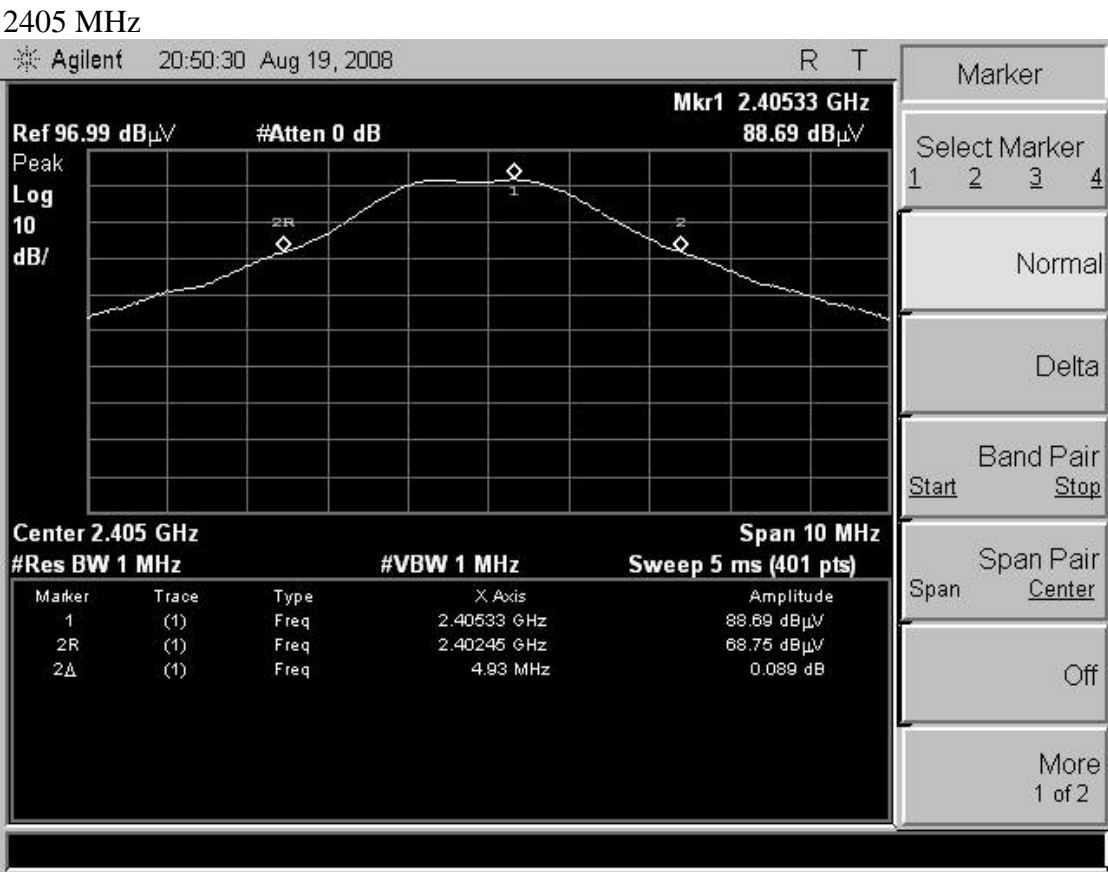 2405 MHz
Agilent 20:50:30 Aug 19, 2008 R T
Mkr1 2.40533 GHz
Ref 96.99 dBµV #Atten 0 dB 88.69 dBµV
Peak
Log
10
dB/
1
2R
2
Center 2.405 GHz Span 10 MHz
#Res BW 1 MHz #VBW 1 MHz Sweep 5 ms (401 pts)
Marker Trace Type X Axis Amplitude
1 (1) Freq 2.40533 GHz 88.69 dBµV
2R (1) Freq 2.40245 GHz 68.75 dBµV
2Δ (1) Freq 4.93 MHz 0.089 dB
Marker
Select Marker
1 2 3 4
Normal
Delta
Band Pair
Start Stop
Span Pair
Span Center
Off
More
1 of 2